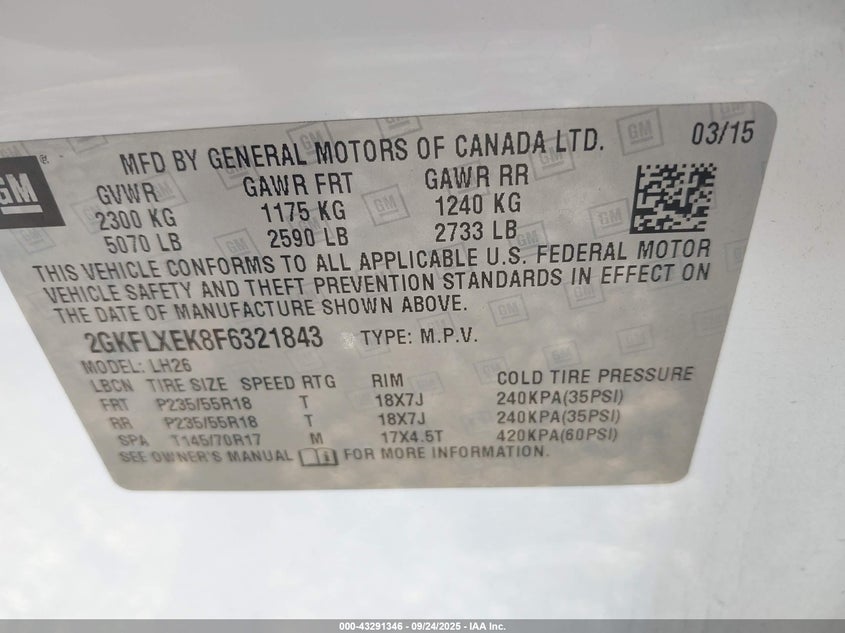 GM®
MFD BY GENERAL MOTORS OF CANADA LTD. 03/15
GVWR GAWR FRT GAWR RR
2300 KG 1175 KG 1240 KG
5070 LB 2590 LB 2733 LB
THIS VEHICLE CONFORMS TO ALL APPLICABLE U.S. FEDERAL MOTOR
VEHICLE SAFETY AND THEFT PREVENTION STANDARDS IN EFFECT ON
THE DATE OF MANUFACTURE SHOWN ABOVE.
2GKFLXEK8F6321843 TYPE: M.P.V.
MODEL: LH26
LBCN TIRE SIZE SPEED RTG RIM COLD TIRE PRESSURE
FRT P235/55R18 T 18X7J 240KPA(35PSI)
RR P235/55R18 T 18X7J 240KPA(35PSI)
SPA T145/70R17 M 17X4.5T 420KPA(60PSI)
SEE OWNER'S MANUAL FOR MORE INFORMATION.
000-43291346 - 09/24/2025 - IAA Inc.